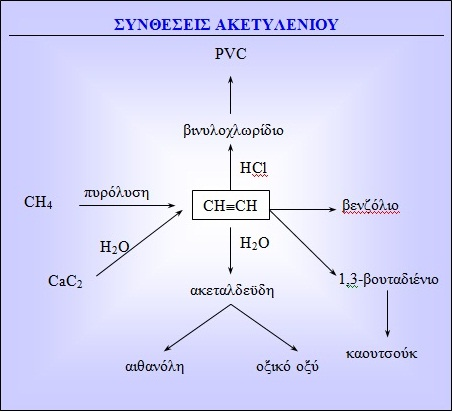 ΣΥΝΘΕΣΕΙΣ ΑΚΕΤΥΛΕΝΙΟΥ
PVC
βινυλοχλωρίδιο
HCl
CH4
πυρόλυση
CH≡CH
βενζόλιο
H2O
H2O
CaC2
ακεταλδεΰδη
1,3-βουταδιένιο
αιθανόλη
οξικό οξύ
καουτσούκ